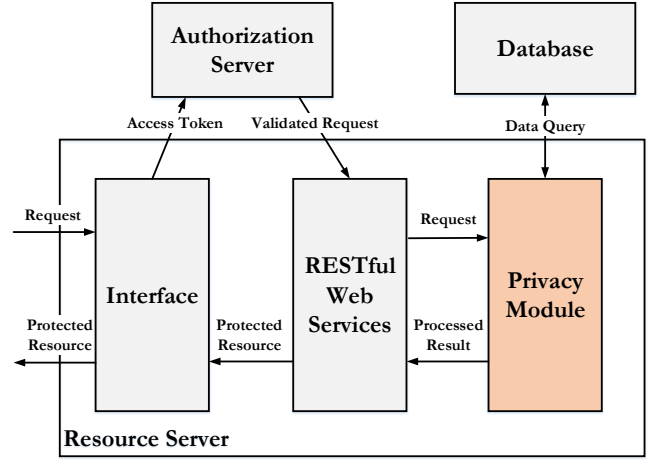 Authorization
Server
Database
Access Token
Validated Request
Data Query
Request
Interface
Protected
Resource
RESTful
Web
Services
Protected
Resource
Request
Privacy
Module
Processed
Result
Resource Server